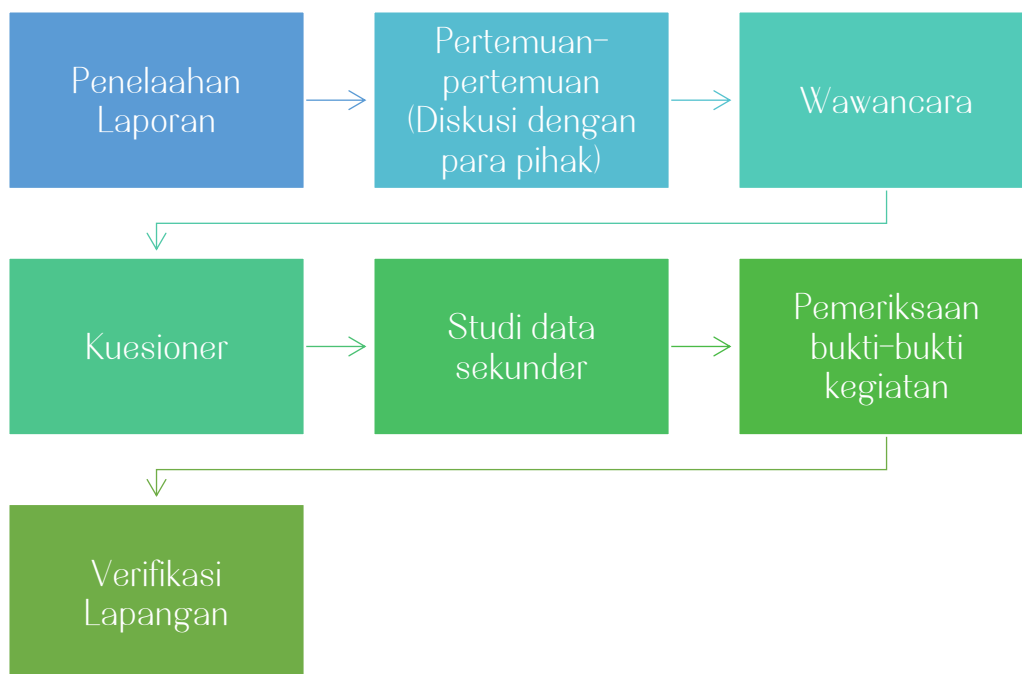 Penelaahan
Laporan
Pertemuan-
pertemuan
(Diskusi dengan
para pihak)
Wawancara
Kuesioner
Studi data
sekunder
Pemeriksaan
bukti-bukti
kegiatan
Verifikasi
Lapangan